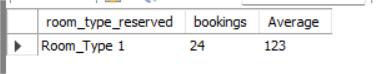 room_type_reserved bookings Average
Room_Type 1 24 123